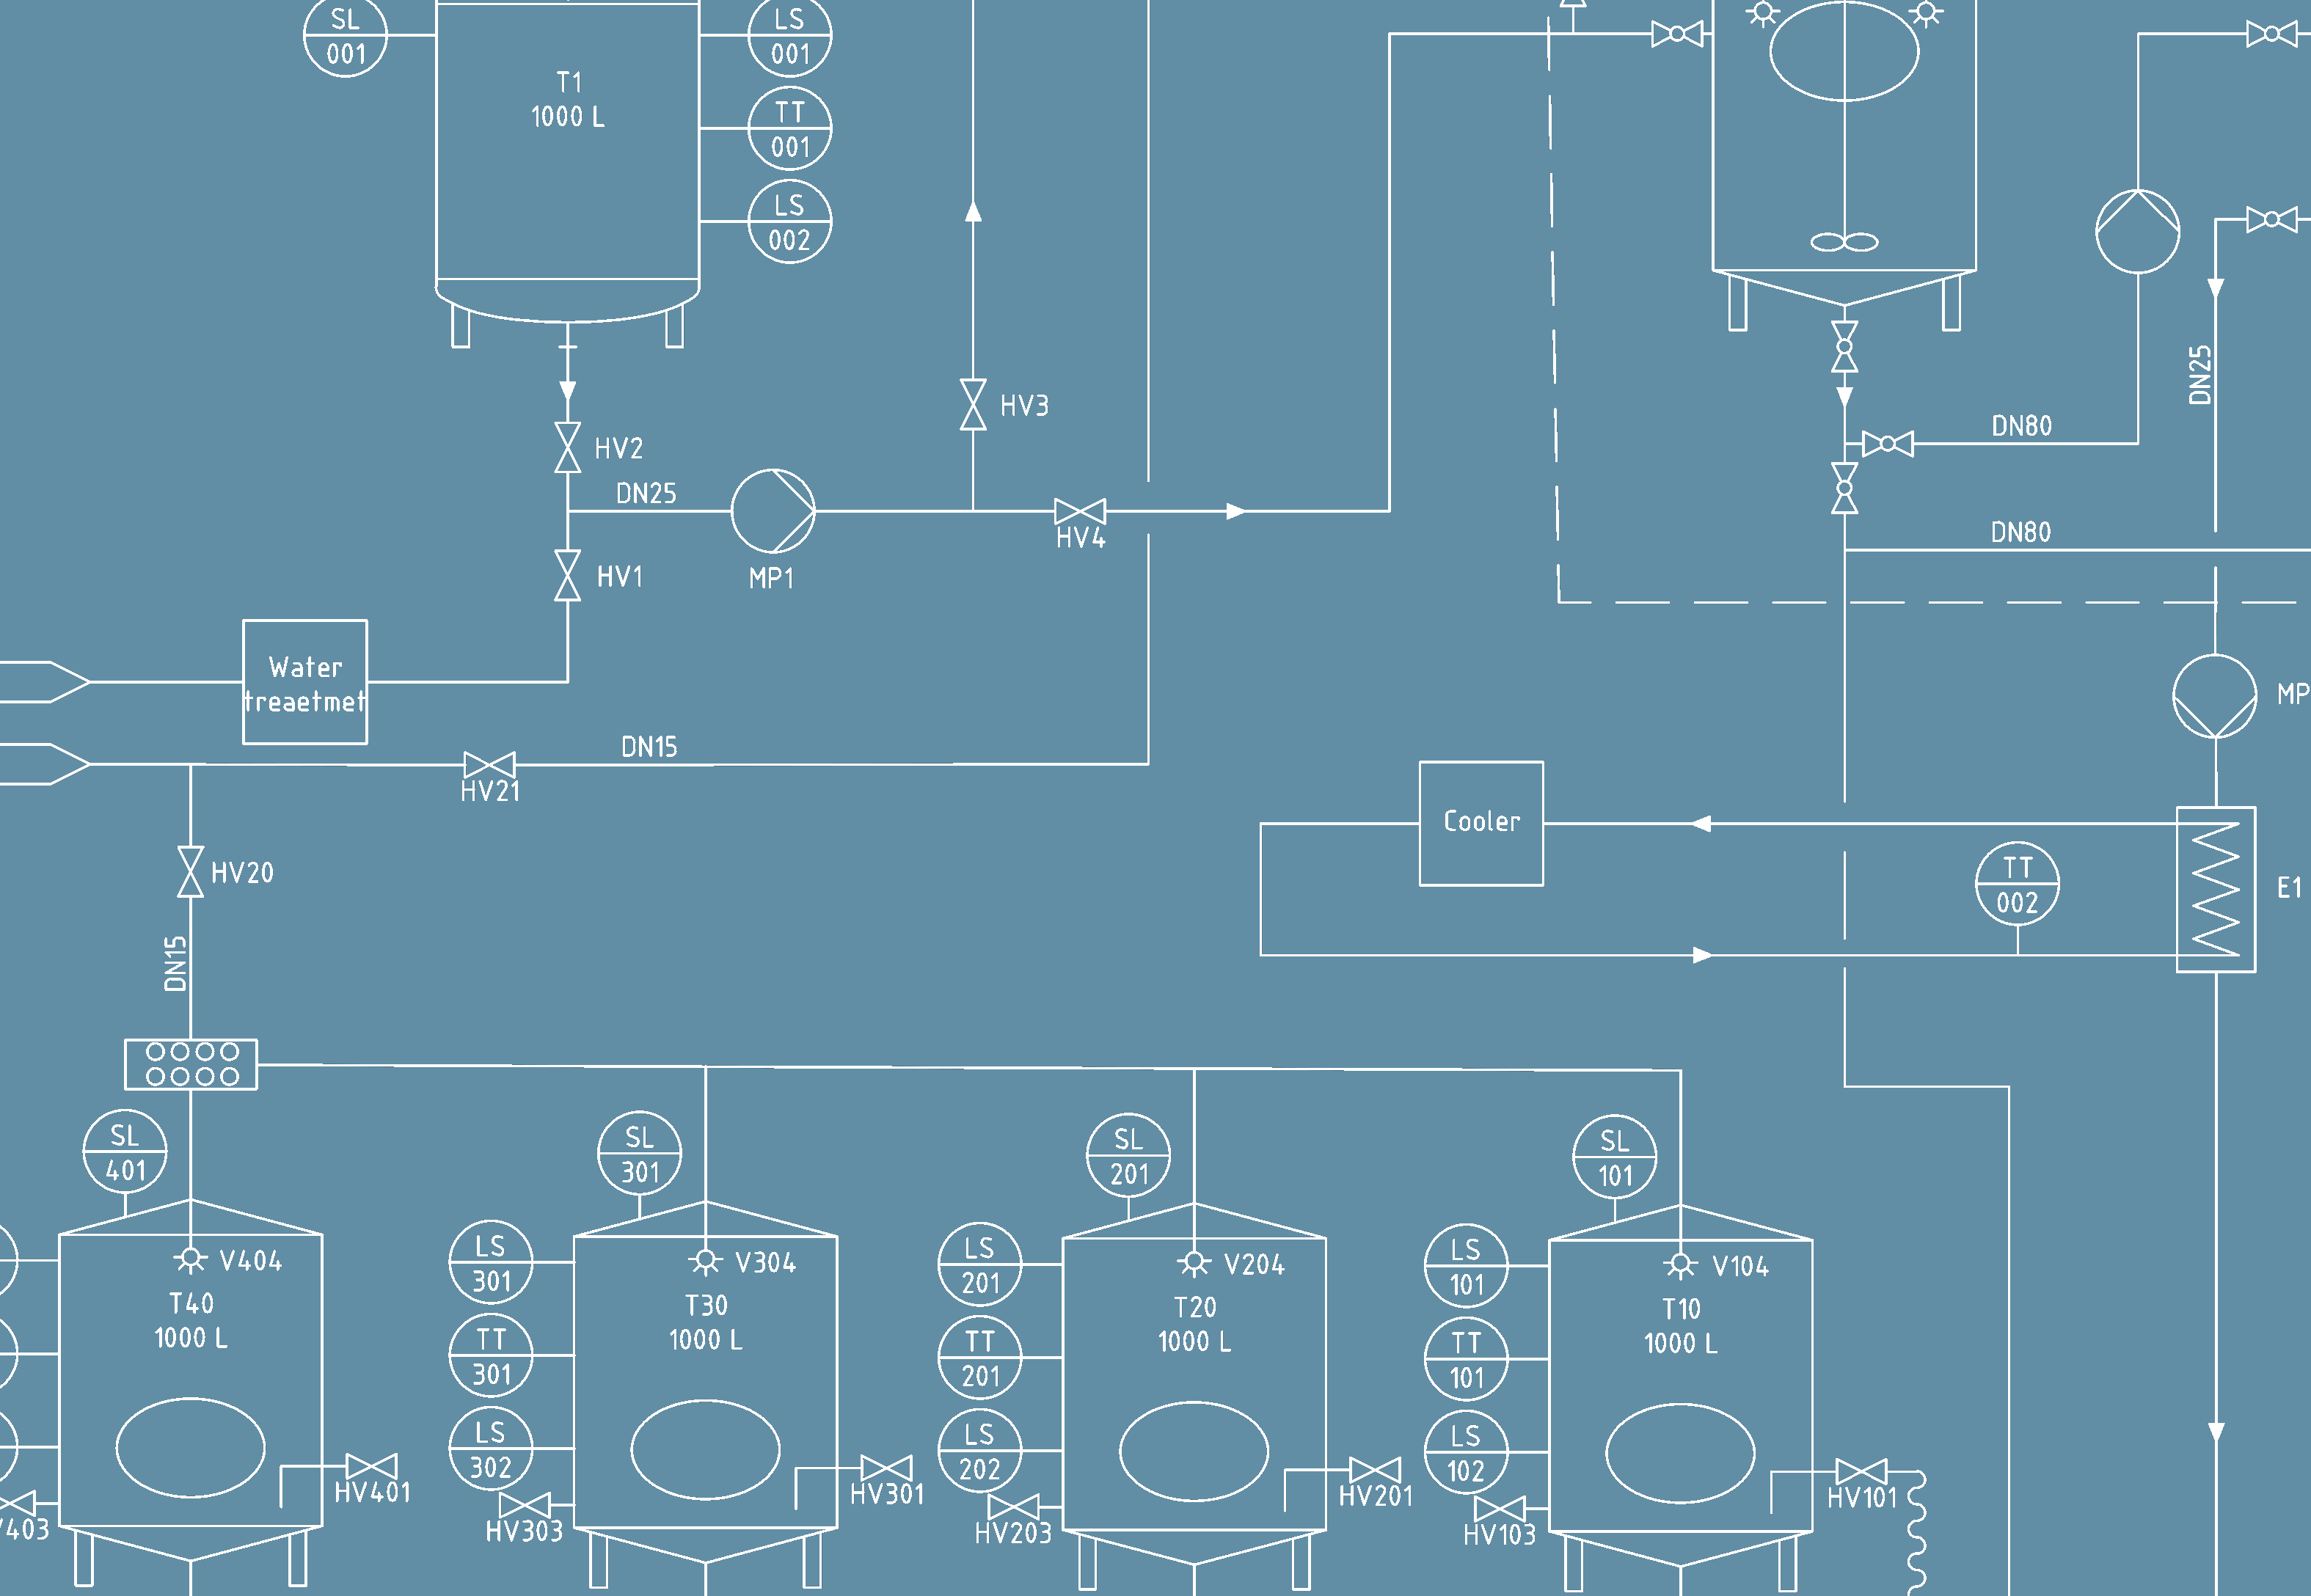 SL
001
LS
001
T1
1000 L
TT
001
LS
002
HV3
DN25
HV2
DN80
DN25
HV4
DN80
HV1
MP1
Water
treaetmet
MP
DN15
HV21
Cooler
HV20
TT
002
E1
DN15
SL
401
SL
301
SL
201
SL
101
V404
LS
301
V304
LS
201
V204
LS
101
V104
T40
1000 L
T30
1000 L
T20
1000 L
T10
1000 L
TT
301
TT
201
TT
101
LS
302
LS
202
LS
102
HV401
HV301
HV201
HV101
V403
HV303
HV203
HV103